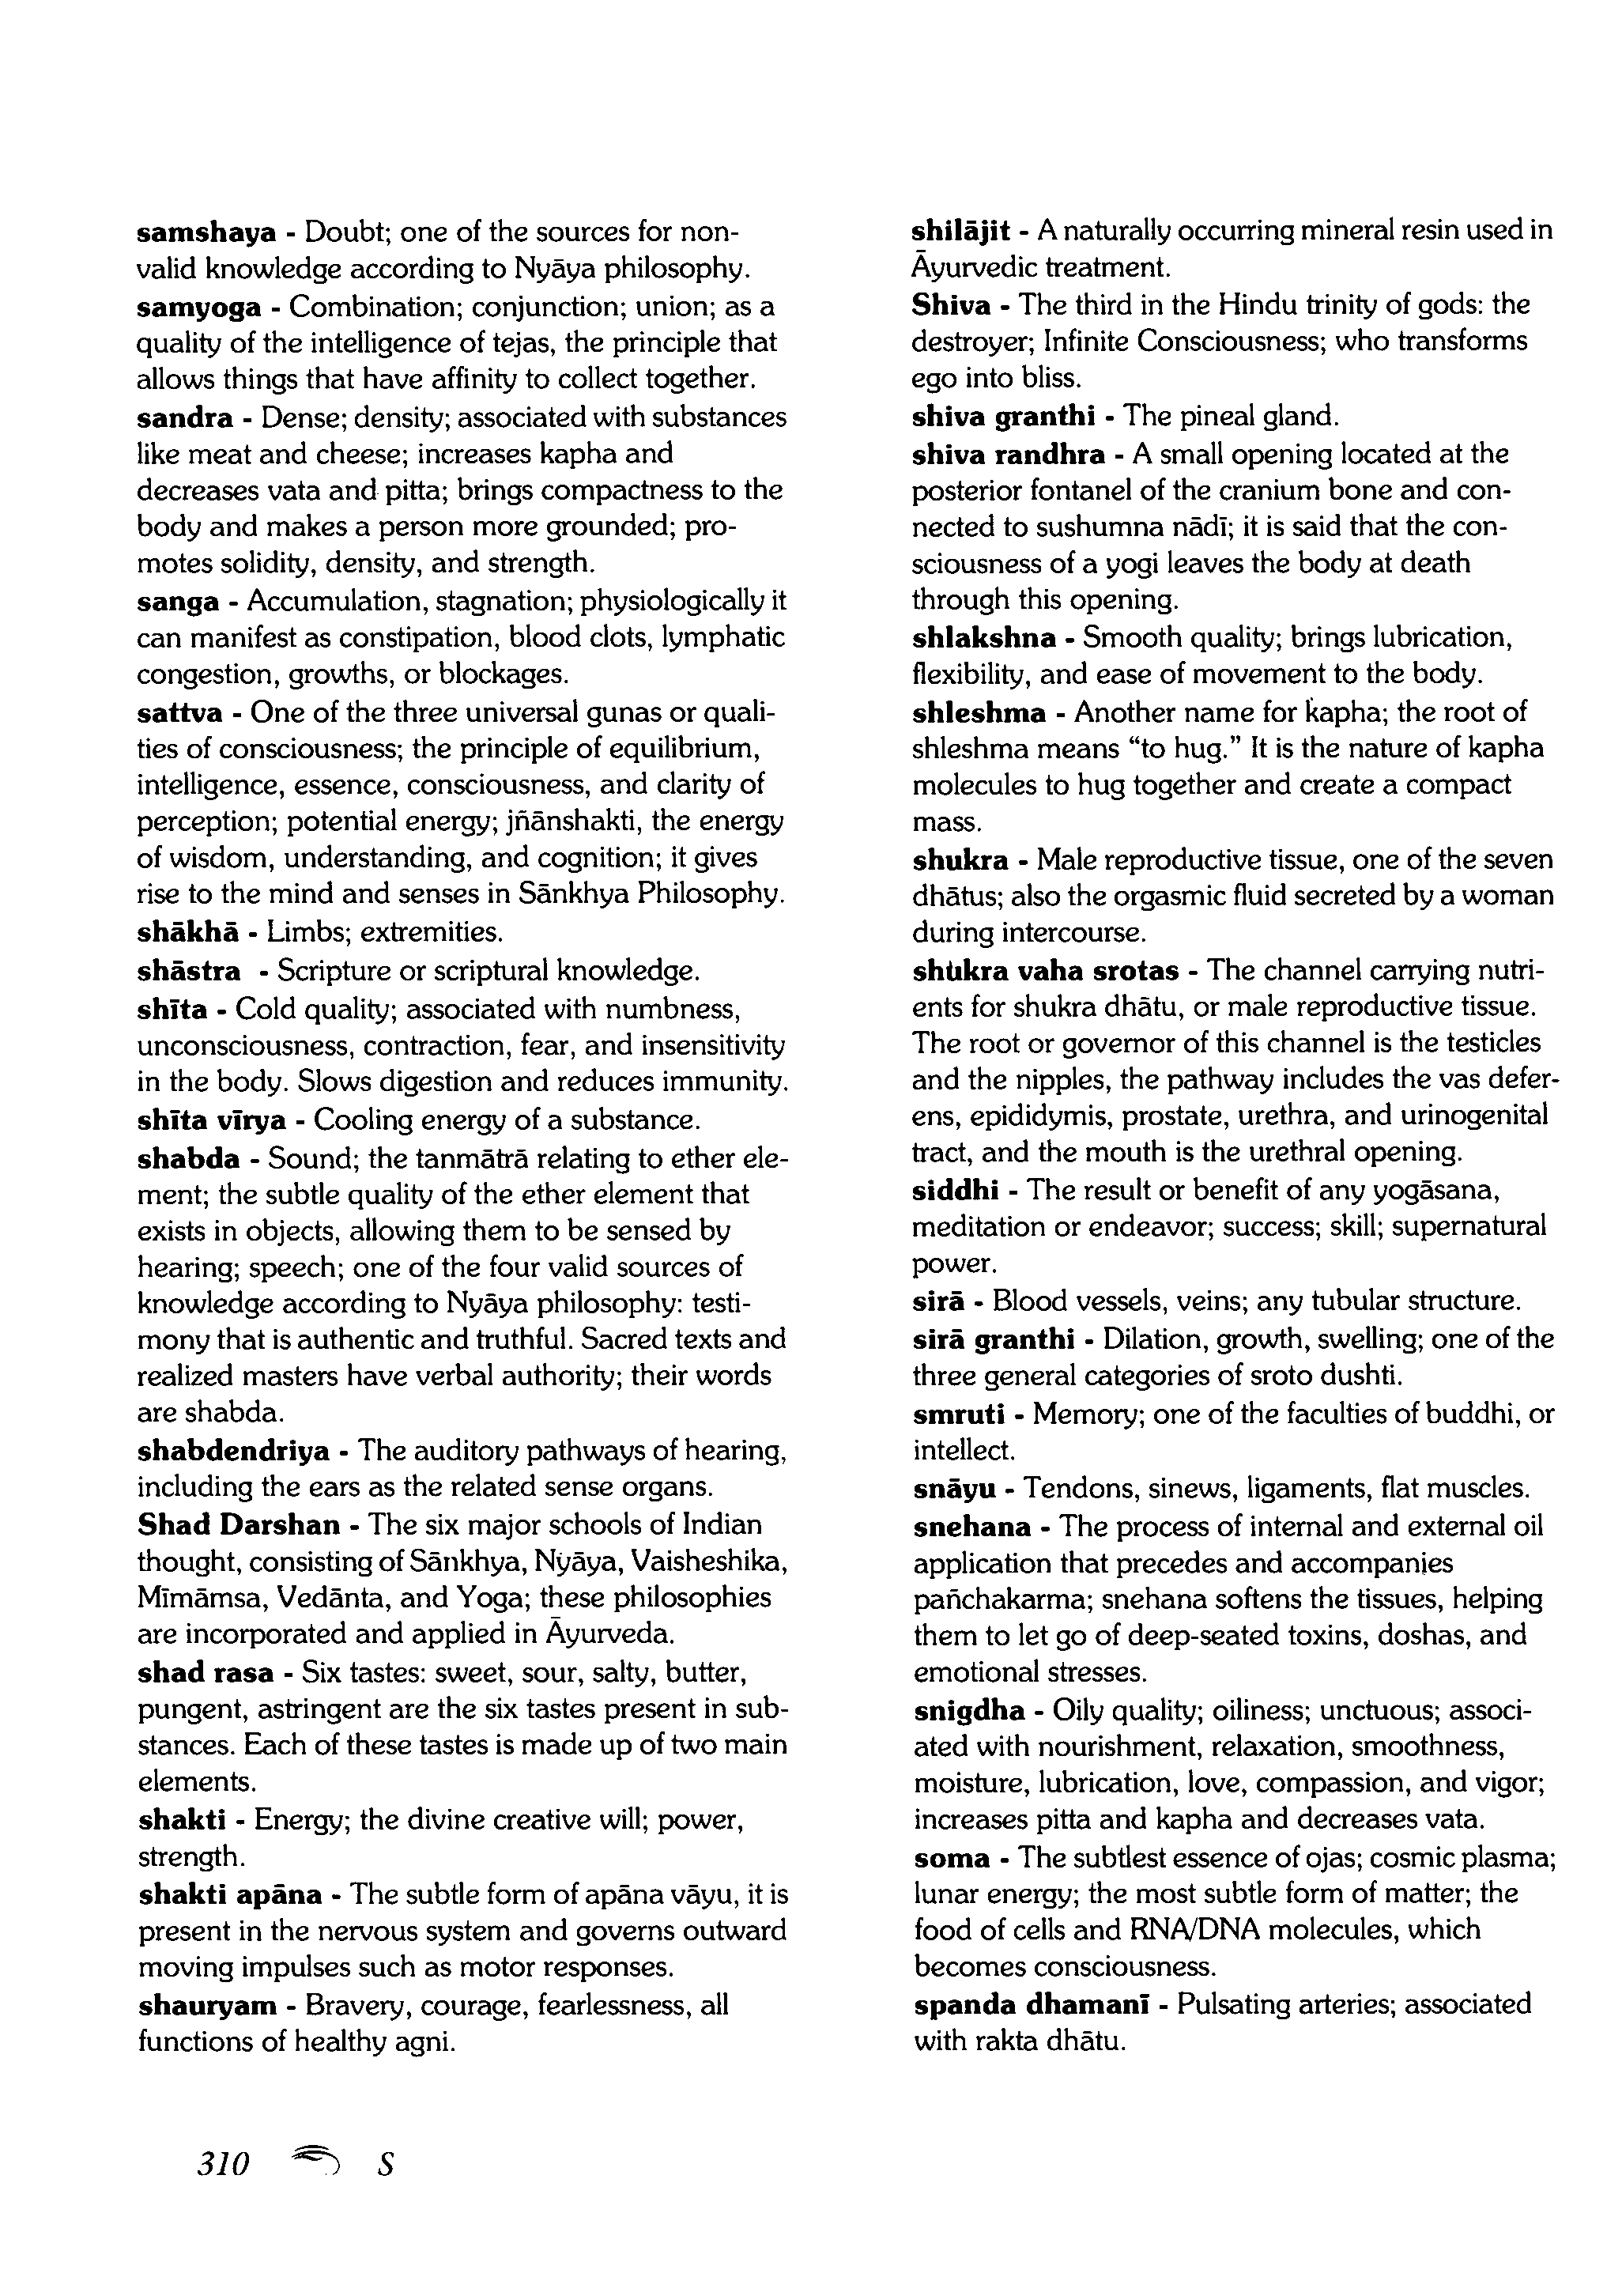 samshaya - Doubt; one of the sources for non-
valid knowledge according to Nyāya philosophy.
samyoga - Combination; conjunction; union; as a
quality of the intelligence of tejas, the principle that
allows things that have affinity to collect together.
sandra - Dense; density; associated with substances
like meat and cheese; increases kapha and
decreases vata and pitta; brings compactness to the
body and makes a person more grounded; pro-
motes solidity, density, and strength.
sanga - Accumulation, stagnation; physiologically it
can manifest as constipation, blood clots, lymphatic
congestion, growths, or blockages.
sattva - One of the three universal gunas or quali-
ties of consciousness; the principle of equilibrium,
intelligence, essence, consciousness, and clarity of
perception; potential energy; jñānshakti, the energy
of wisdom, understanding, and cognition; it gives
rise to the mind and senses in Sānkhya Philosophy.
shākhā - Limbs; extremities.
shāstra - Scripture or scriptural knowledge.
shīta - Cold quality; associated with numbness,
unconsciousness, contraction, fear, and insensitivity
in the body. Slows digestion and reduces immunity.
shīta vīrya - Cooling energy of a substance.
shabda - Sound; the tanmātrā relating to ether ele-
ment; the subtle quality of the ether element that
exists in objects, allowing them to be sensed by
hearing; speech; one of the four valid sources of
knowledge according to Nyāya philosophy: testi-
mony that is authentic and truthful. Sacred texts and
realized masters have verbal authority; their words
are shabda.
shabdendriya - The auditory pathways of hearing,
including the ears as the related sense organs.
Shad Darshan - The six major schools of Indian
thought, consisting of Sānkhya, Nyāya, Vaisheshika,
Mīmāmsa, Vedānta, and Yoga; these philosophies
are incorporated and applied in Āyurveda.
shad rasa - Six tastes: sweet, sour, salty, butter,
pungent, astringent are the six tastes present in sub-
stances. Each of these tastes is made up of two main
elements.
shakti - Energy; the divine creative will; power,
strength.
shakti apāna - The subtle form of apāna vāyu, it is
present in the nervous system and governs outward
moving impulses such as motor responses.
shauryam - Bravery, courage, fearlessness, all
functions of healthy agni.
shilājit - A naturally occurring mineral resin used in
Āyurvedic treatment.
Shiva - The third in the Hindu trinity of gods: the
destroyer; Infinite Consciousness; who transforms
ego into bliss.
shiva granthi - The pineal gland.
shiva randhra - A small opening located at the
posterior fontanel of the cranium bone and con-
nected to sushumna nādī; it is said that the con-
sciousness of a yogi leaves the body at death
through this opening.
shlakshna - Smooth quality; brings lubrication,
flexibility, and ease of movement to the body.
shleshma - Another name for kapha; the root of
shleshma means “to hug.” It is the nature of kapha
molecules to hug together and create a compact
mass.
shukra - Male reproductive tissue, one of the seven
dhātus; also the orgasmic fluid secreted by a woman
during intercourse.
shukra vaha srotas - The channel carrying nutri-
ents for shukra dhātu, or male reproductive tissue.
The root or governor of this channel is the testicles
and the nipples, the pathway includes the vas defer-
ens, epididymis, prostate, urethra, and urinogenital
tract, and the mouth is the urethral opening.
siddhi - The result or benefit of any yogāsana,
meditation or endeavor; success; skill; supernatural
power.
sirā - Blood vessels, veins; any tubular structure.
sirā granthi - Dilation, growth, swelling; one of the
three general categories of sroto dushti.
smruti - Memory; one of the faculties of buddhi, or
intellect.
snāyu - Tendons, sinews, ligaments, flat muscles.
snehana - The process of internal and external oil
application that precedes and accompanies
pañchakarma; snehana softens the tissues, helping
them to let go of deep-seated toxins, doshas, and
emotional stresses.
snigdha - Oily quality; oiliness; unctuous; associ-
ated with nourishment, relaxation, smoothness,
moisture, lubrication, love, compassion, and vigor;
increases pitta and kapha and decreases vata.
soma - The subtlest essence of ojas; cosmic plasma;
lunar energy; the most subtle form of matter; the
food of cells and RNA/DNA molecules, which
becomes consciousness.
spanda dhamanī - Pulsating arteries; associated
with rakta dhātu.
310 S